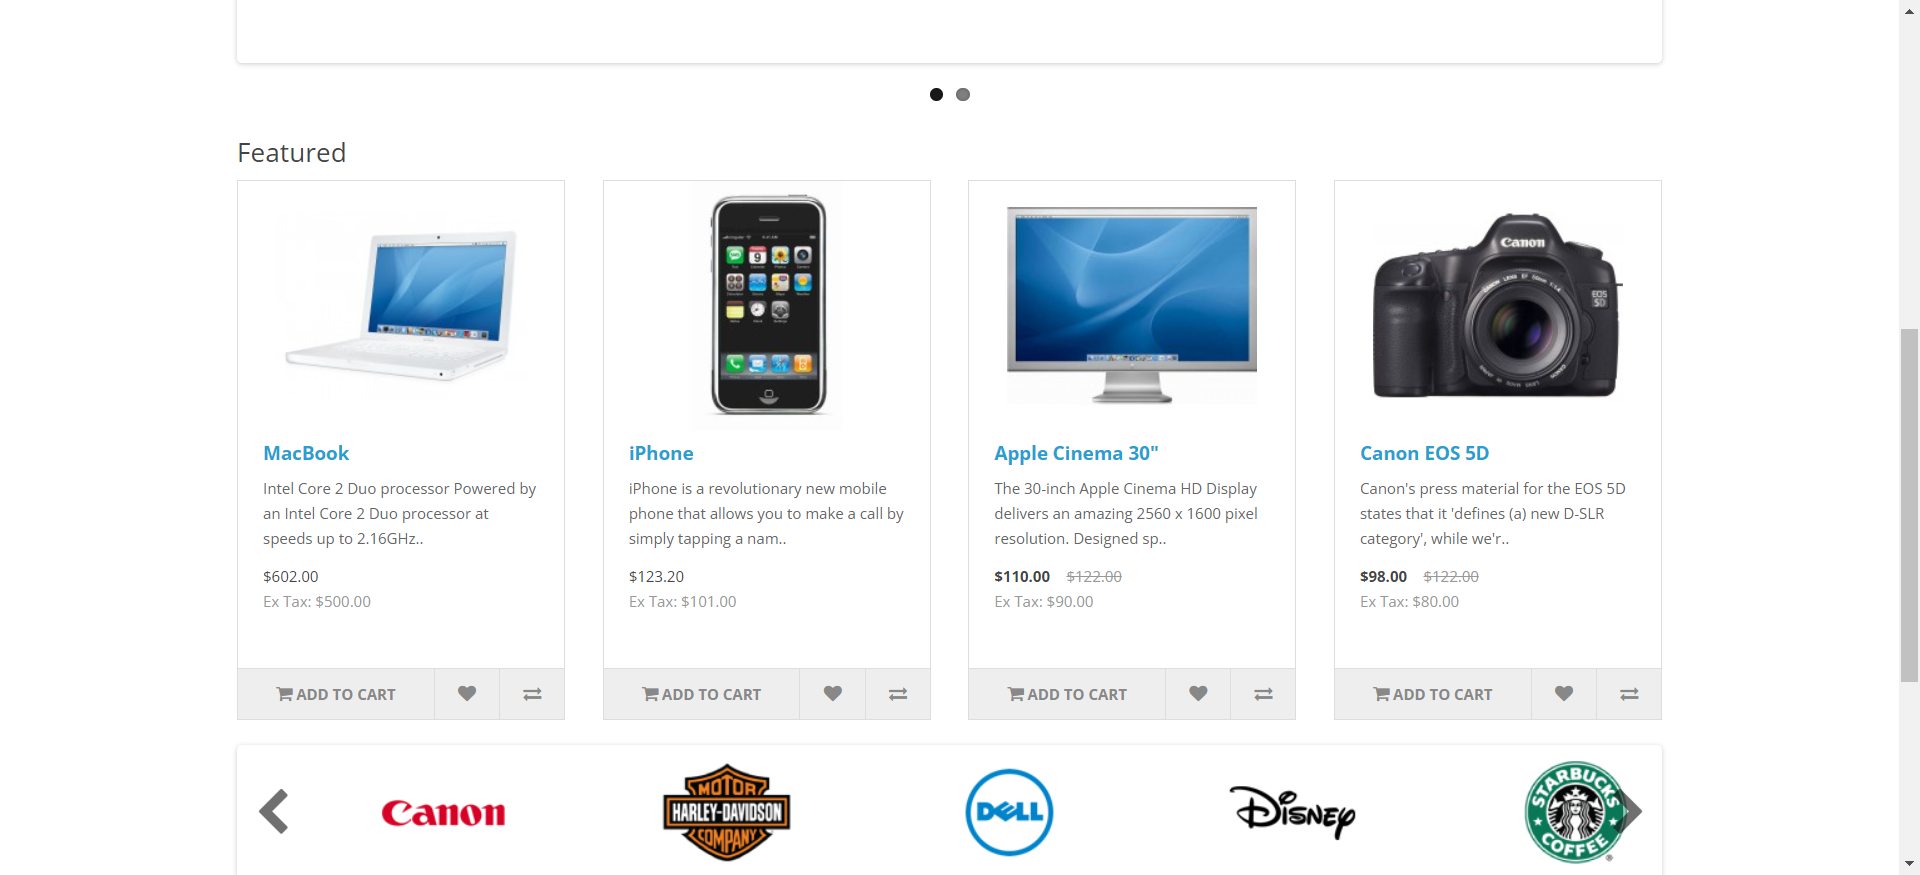 Featured
Canon
EOS
5D
MacBook
Intel Core 2 Duo processor Powered by
an Intel Core 2 Duo processor at
speeds up to 2.16GHz..
$602.00
Ex Tax: $500.00
ADD TO CART
iPhone
iPhone is a revolutionary new mobile
phone that allows you to make a call by
simply tapping a nam..
$123.20
Ex Tax: $101.00
ADD TO CART
Apple Cinema 30"
The 30-inch Apple Cinema HD Display
delivers an amazing 2560 x 1600 pixel
resolution. Designed sp..
$110.00 $122.00
Ex Tax: $90.00
ADD TO CART
Canon EOS 5D
Canon's press material for the EOS 5D
states that it 'defines (a) new D-SLR
category', while we'r..
$98.00 $122.00
Ex Tax: $80.00
ADD TO CART
Canon
MOTOR
HARLEY-DAVIDSON
COMPANY
DELL
Disney
STARBUCKS
COFFEE